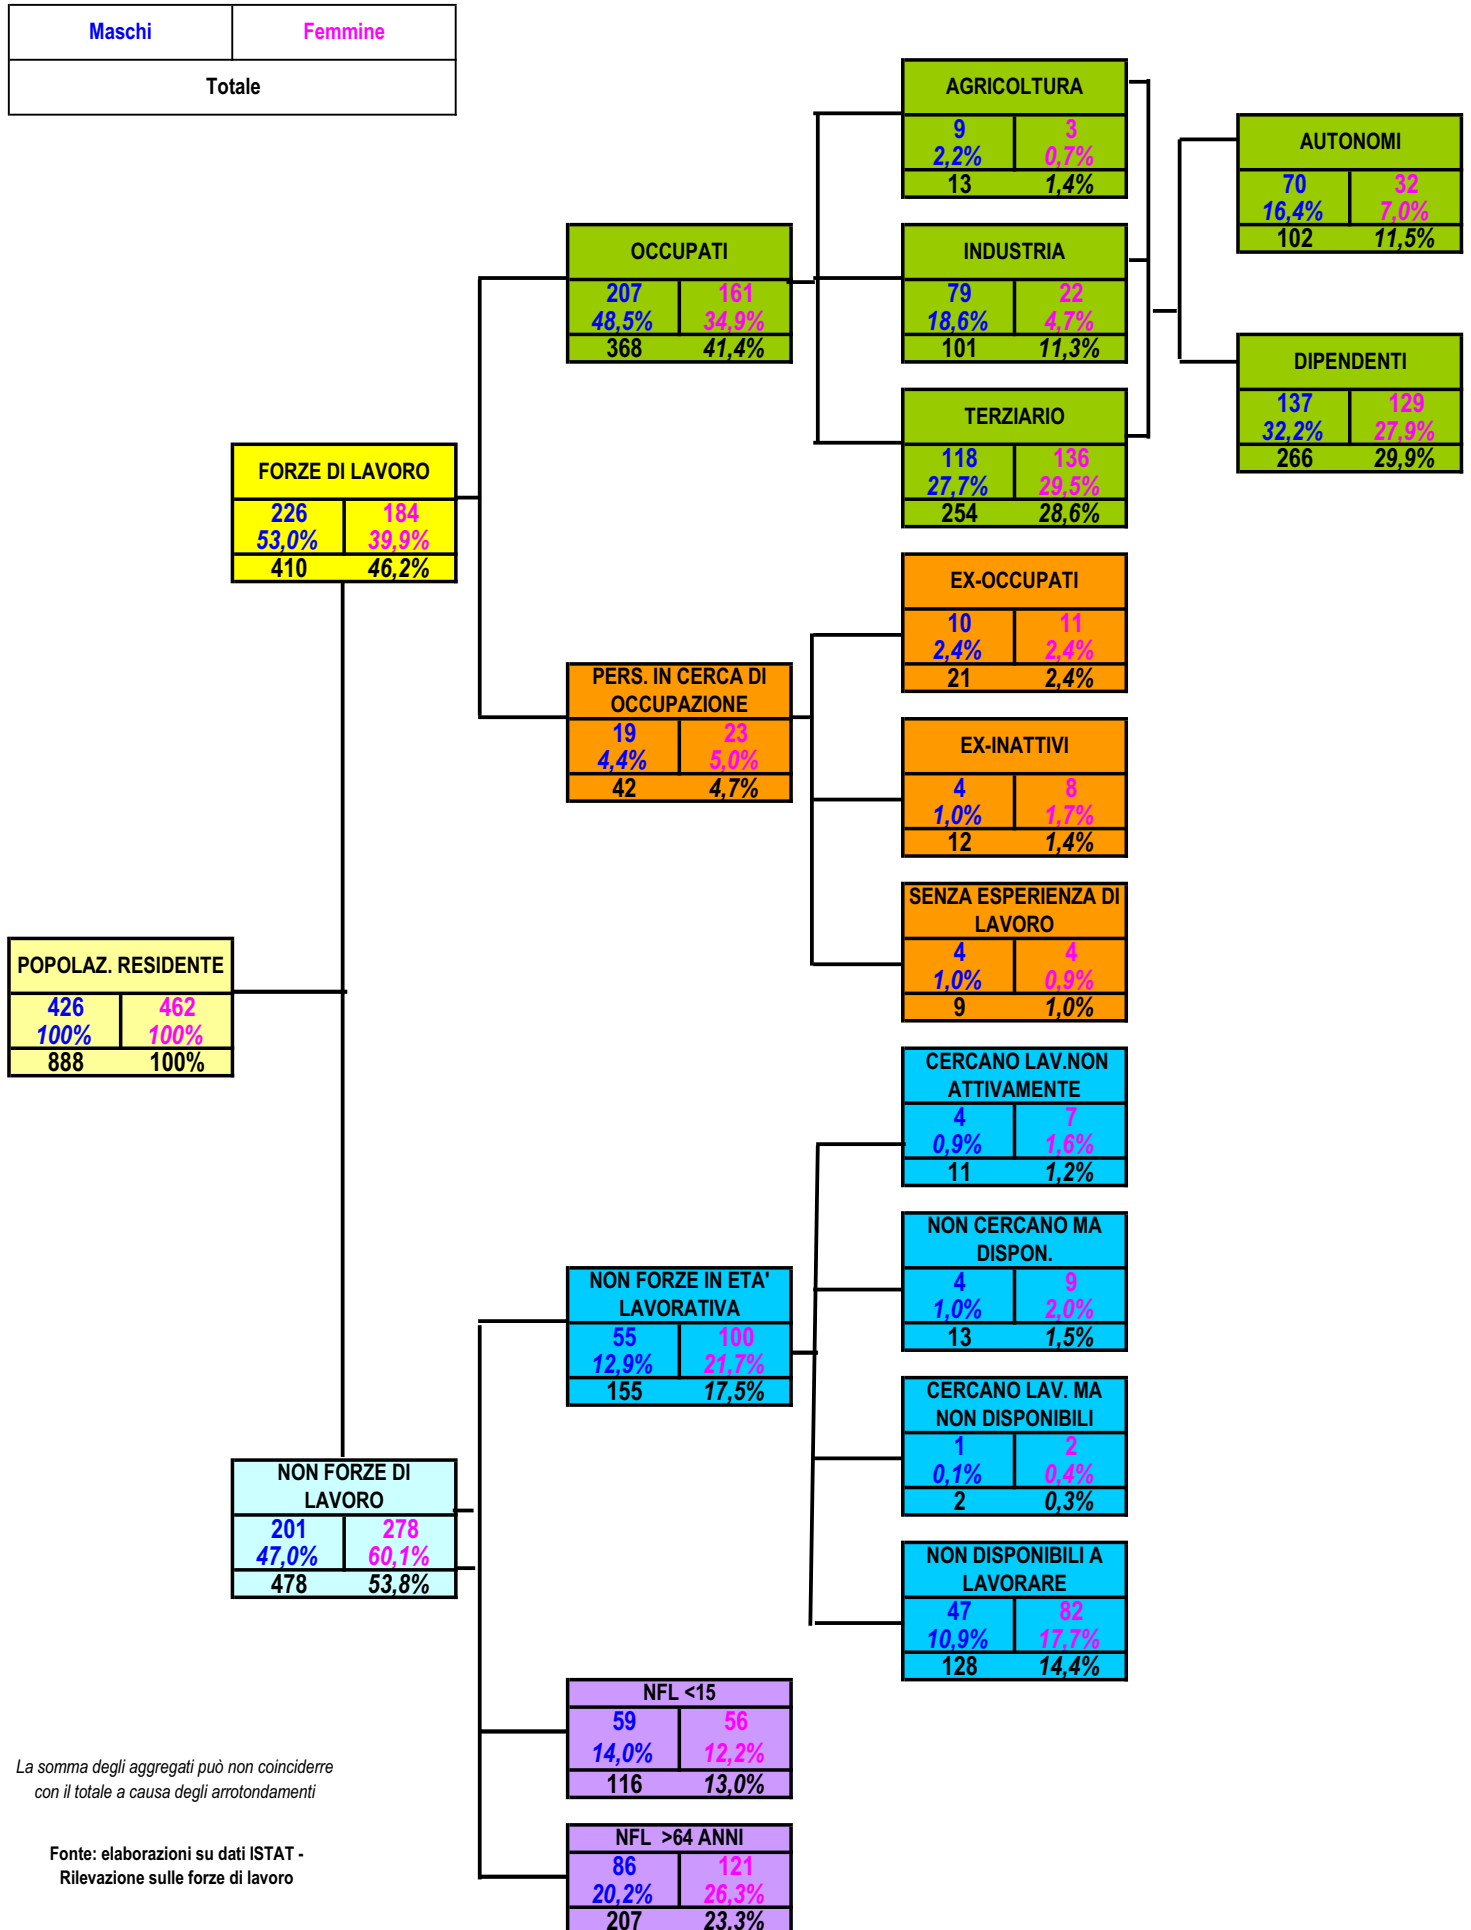 Maschi Femmine
Totale
AGRICOLTURA
9 3
2,2% 0,7%
13 1,4%
AUTONOMI
70 32
16,4% 7,0%
102 11,5%
OCCUPATI
207 161
48,5% 34,9%
368 41,4%
INDUSTRIA
79 22
18,6% 4,7%
101 11,3%
DIPENDENTI
137 129
32,2% 27,9%
266 29,9%
TERZIARIO
118 136
27,7% 29,5%
254 28,6%
FORZE DI LAVORO
226 184
53,0% 39,9%
410 46,2%
EX-OCCUPATI
10 11
2,4% 2,4%
21 2,4%
PERS. IN CERCA DI
OCCUPAZIONE
19 23
4,4% 5,0%
42 4,7%
EX-INATTIVI
4 8
1,0% 1,7%
12 1,4%
SENZA ESPERIENZA DI
LAVORO
4 4
1,0% 0,9%
9 1,0%
POPOLAZ. RESIDENTE
426 462
100% 100%
888 100%
CERCANO LAV.NON
ATTIVAMENTE
4 7
0,9% 1,6%
11 1,2%
NON CERCANO MA
DISPON.
4 9
1,0% 2,0%
13 1,5%
NON FORZE IN ETA'
LAVORATIVA
55 100
12,9% 21,7%
155 17,5%
CERCANO LAV. MA
NON DISPONIBILI
1 2
0,1% 0,4%
2 0,3%
NON FORZE DI
LAVORO
201 278
47,0% 60,1%
478 53,8%
NON DISPONIBILI A
LAVORARE
47 82
10,9% 17,7%
128 14,4%
NFL <15
59 56
14,0% 12,2%
116 13,0%
La somma degli aggregati può non coinciderre
con il totale a causa degli arrotondamenti
NFL >64 ANNI
86 121
20,2% 26,3%
207 23,3%
Fonte: elaborazioni su dati ISTAT -
Rilevazione sulle forze di lavoro